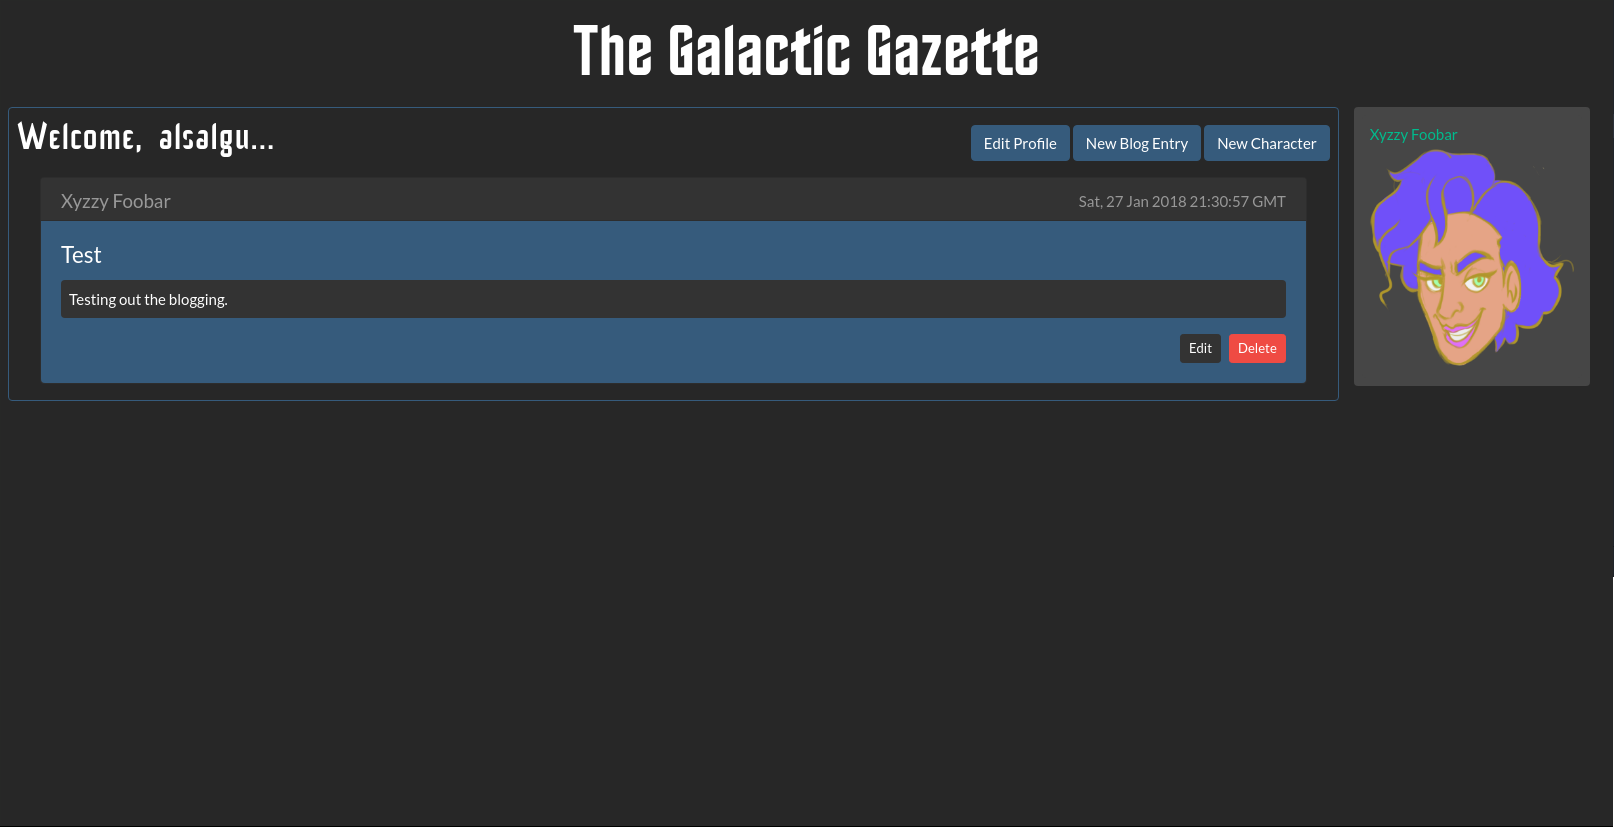 The Galactic Gazette
Welcome, alsalgu...
Edit Profile
New Blog Entry
New Character
Xyzzy Foobar
Sat, 27 Jan 2018 21:30:57 GMT
Test
Testing out the blogging.
Edit
Delete
Xyzzy Foobar